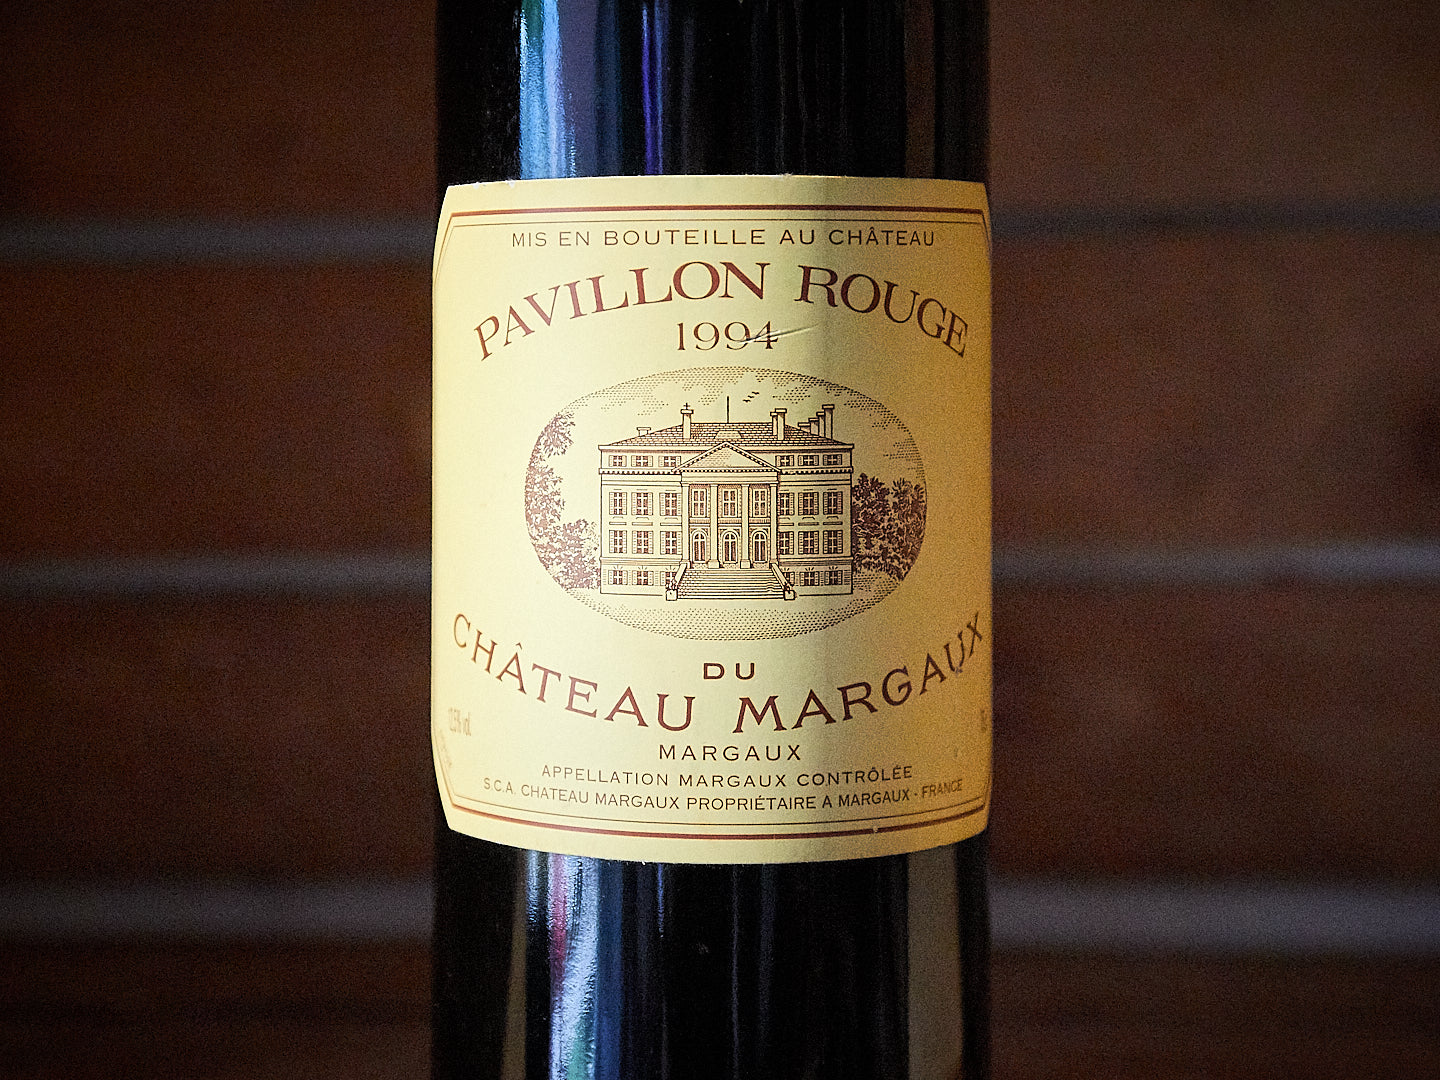 MIS EN BOUTEILLE AU CHÂTEAU
PAVILLON ROUGE
1994
DU
CHÂTEAU MARGAUX
MARGAUX
APPELLATION MARGAUX CONTRÔLÉE
S.C.A. CHATEAU MARGAUX PROPRIÉTAIRE A MARGAUX - FRANCE